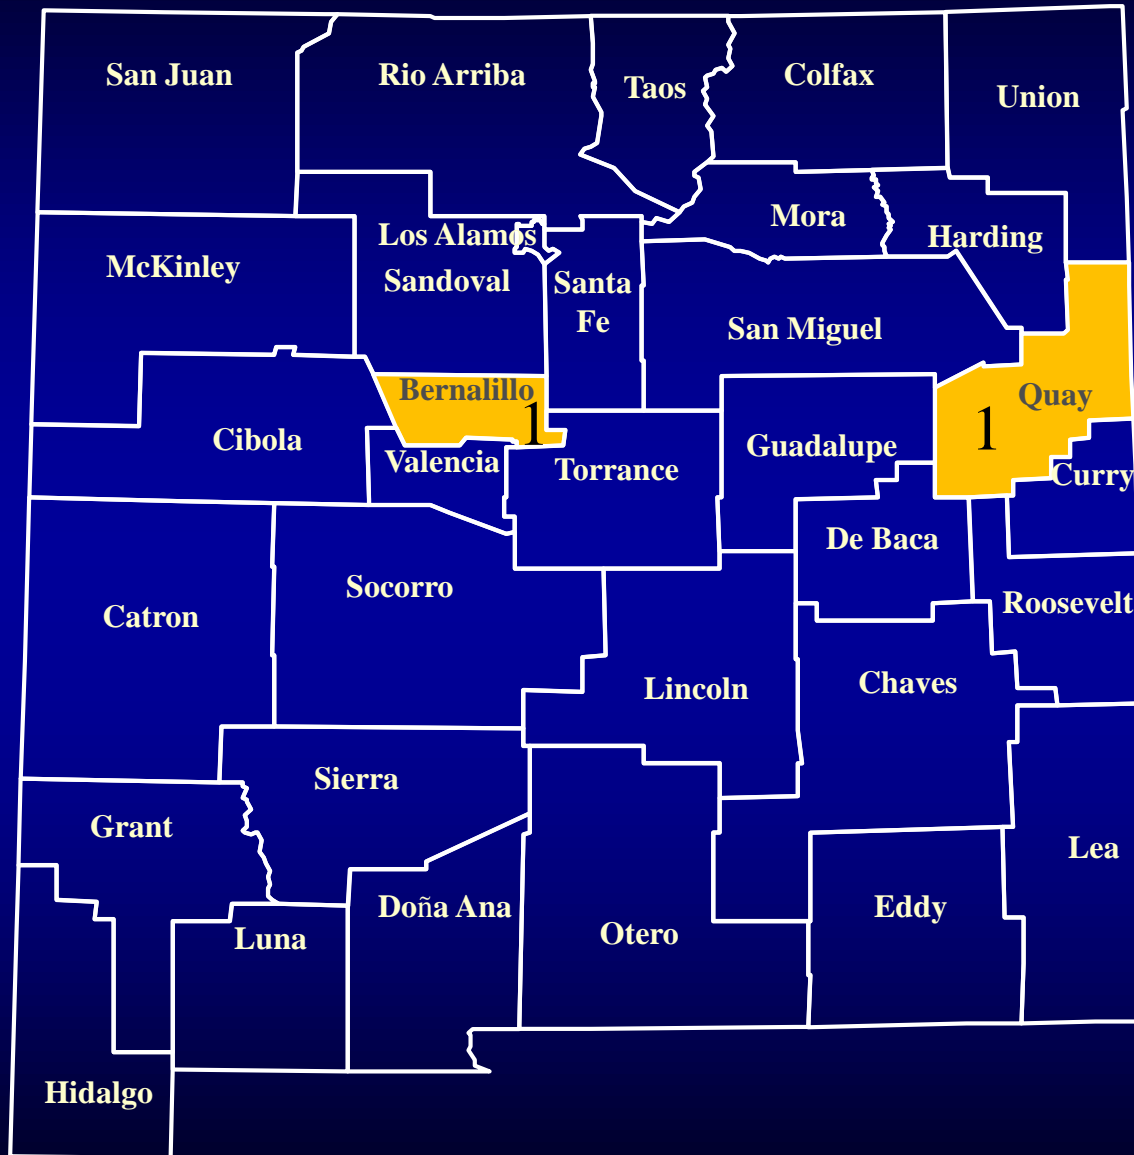 San Juan
Rio Arriba
Taos
Colfax
Union
Mora
Los Alamos
Harding
McKinley
Sandoval
Santa
Fe
San Miguel
Bernalillo
1
Quay
1
Cibola
Valencia
Torrance
Guadalupe
Curry
De Baca
Socorro
Catron
Roosevelt
Lincoln
Chaves
Sierra
Grant
Lea
Doña Ana
Eddy
Luna
Otero
Hidalgo